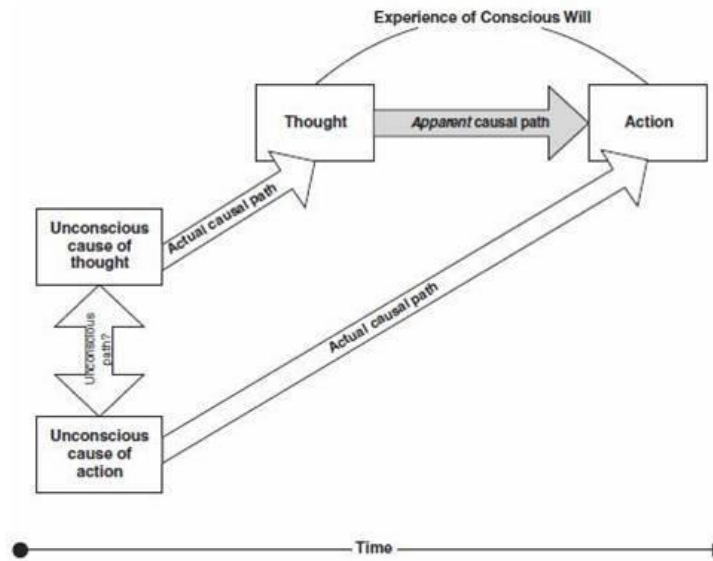 Experience of Conscious Will
Thought
Apparent causal path
Action
Actual causal path
Unconscious
cause of
thought
Unconscious
path?
Actual causal path
Unconscious
cause of
action
Time